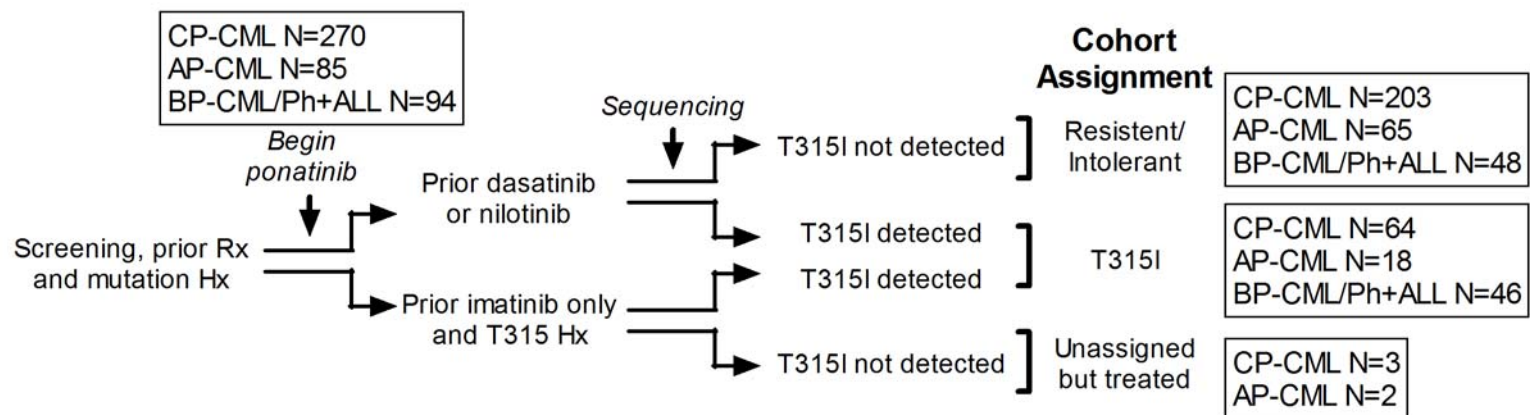 CP-CML N=270
AP-CML N=85
BP-CML/Ph+ALL N=94
Begin
ponatinib
Screening, prior Rx
and mutation Hx
Prior dasatinib
or nilotinib
Prior imatinib only
and T315 Hx
Sequencing
T315I not detected
T315I detected
T315I detected
T315I not detected
Cohort
Assignment
Resistent/
Intolerant
T315I
Unassigned
but treated
CP-CML N=203
AP-CML N=65
BP-CML/Ph+ALL N=48
CP-CML N=64
AP-CML N=18
BP-CML/Ph+ALL N=46
CP-CML N=3
AP-CML N=2